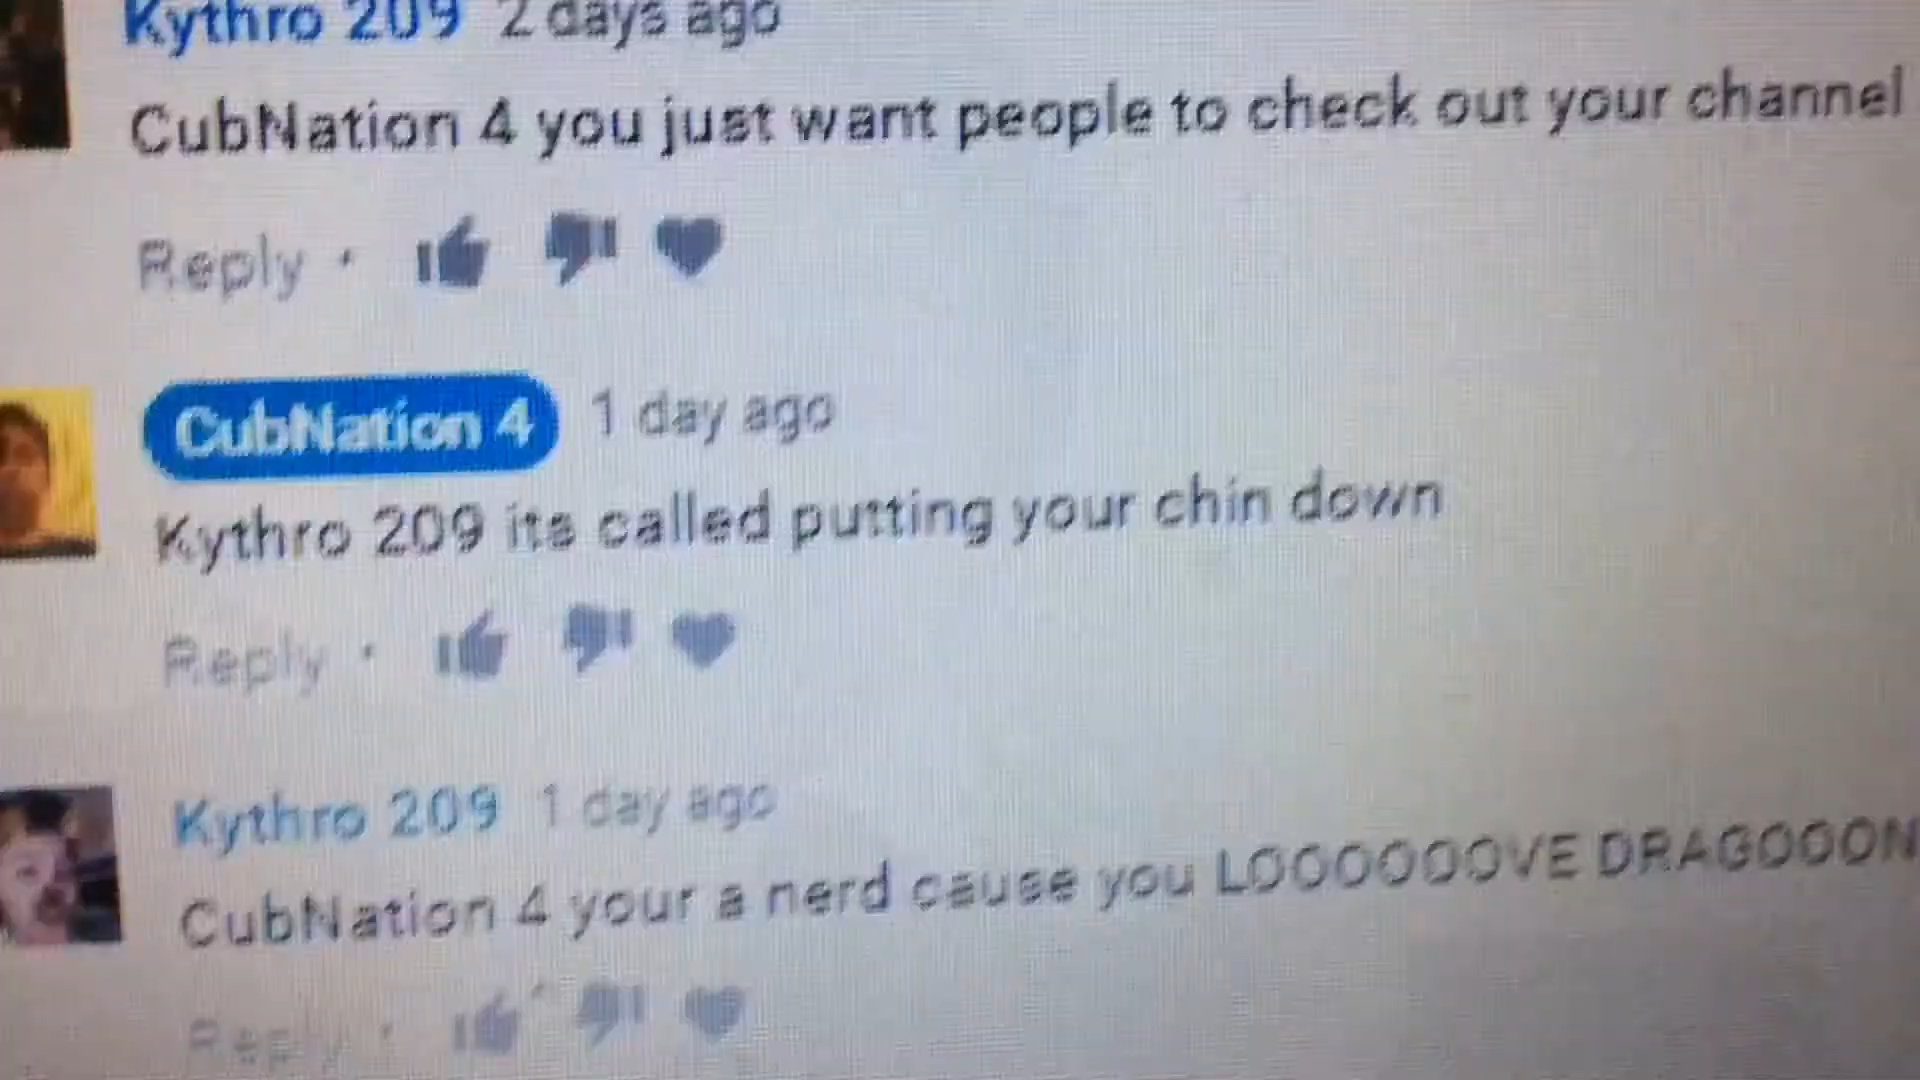 Kythro 209 2 days ago
CubNation 4 you just want people to check out your channel
Reply •
CubNation 4 1 day ago
Kythro 209 its called putting your chin down
Reply •
Kythro 209 1 day ago
CubNation 4 your a nerd cause you LOOOOOOVE DRAGOOON
Reply •